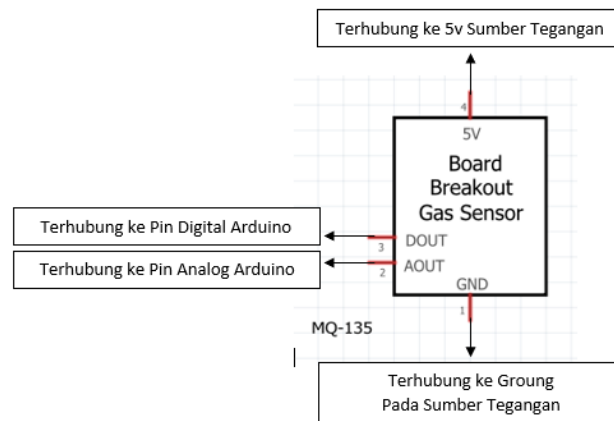 Terhubung ke 5v Sumber Tegangan
4
5V
Board
Breakout
Gas Sensor
Terhubung ke Pin Digital Arduino
3
DOUT
Terhubung ke Pin Analog Arduino
2
AOUT
GND
1
MQ-135
Terhubung ke Groung
Pada Sumber Tegangan